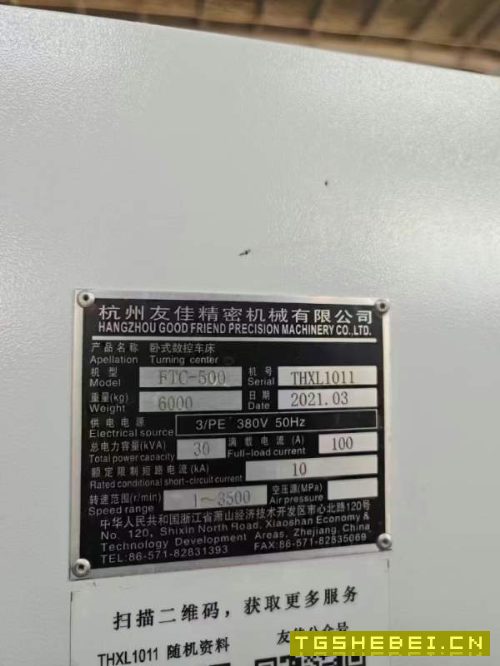 杭州友佳精密机械有限公司
HANGZHOU GOOD FRIEND PRECISION MACHINERY CO., LTD.
产品名称 卧式数控车床
Apellation Turning center
机型 FTC-500 机号 THXL1011
Model Serial
重量(kg) 6000 日期 2021.03
Weight Date
供电电源 3/PE 380V 50Hz
Electrical source
总电力容量(kVA) 30 满载电流(A) 100
Total power capacity Full-load current
额定限制短路电流(kA) 10
Rated conditional short-circuit current
转速范围(r/min) 1~3500 空压源(MPa)
Speed range Air pressure
中华人民共和国浙江省萧山经济技术开发区市心北路120号
No. 120, Shixin North Road, Xiaoshan Economy &
Technology Development Areas, Zhejiang, China
TEL:86-571-82831393 FAX:86-571-82835069
扫描二维码，获取更多服务
THXL1011 随机资料 友佳公众号
TGSHEBEI.CN